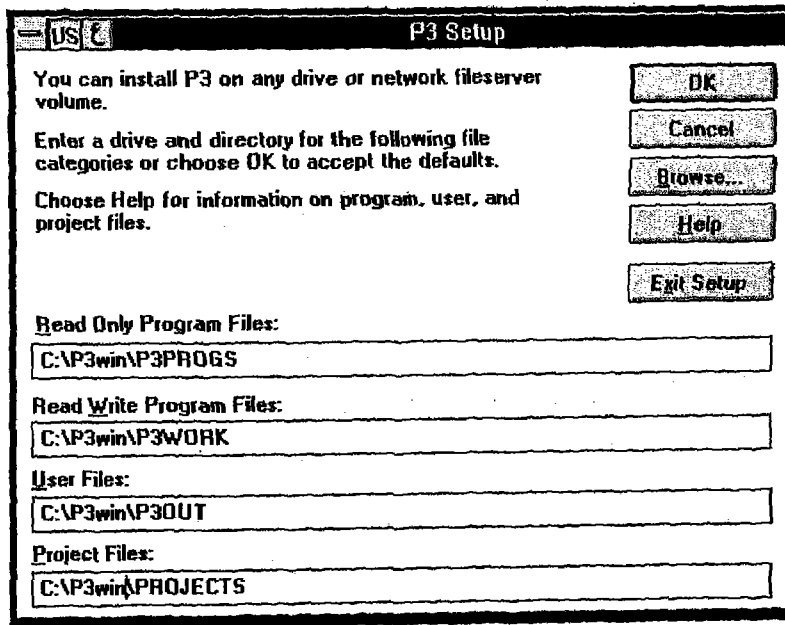 US ع P3 Setup
You can install P3 on any drive or network fileserver
volume.
Enter a drive and directory for the following file
categories or choose OK to accept the defaults.
Choose Help for information on program, user, and
project files.
OK
Cancel
Browse...
Help
Exit Setup
Read Only Program Files:
C:\P3win\P3PROGS
Read Write Program Files:
C:\P3win\P3WORK
User Files:
C:\P3win\P3OUT
Project Files:
C:\P3win\PROJECTS